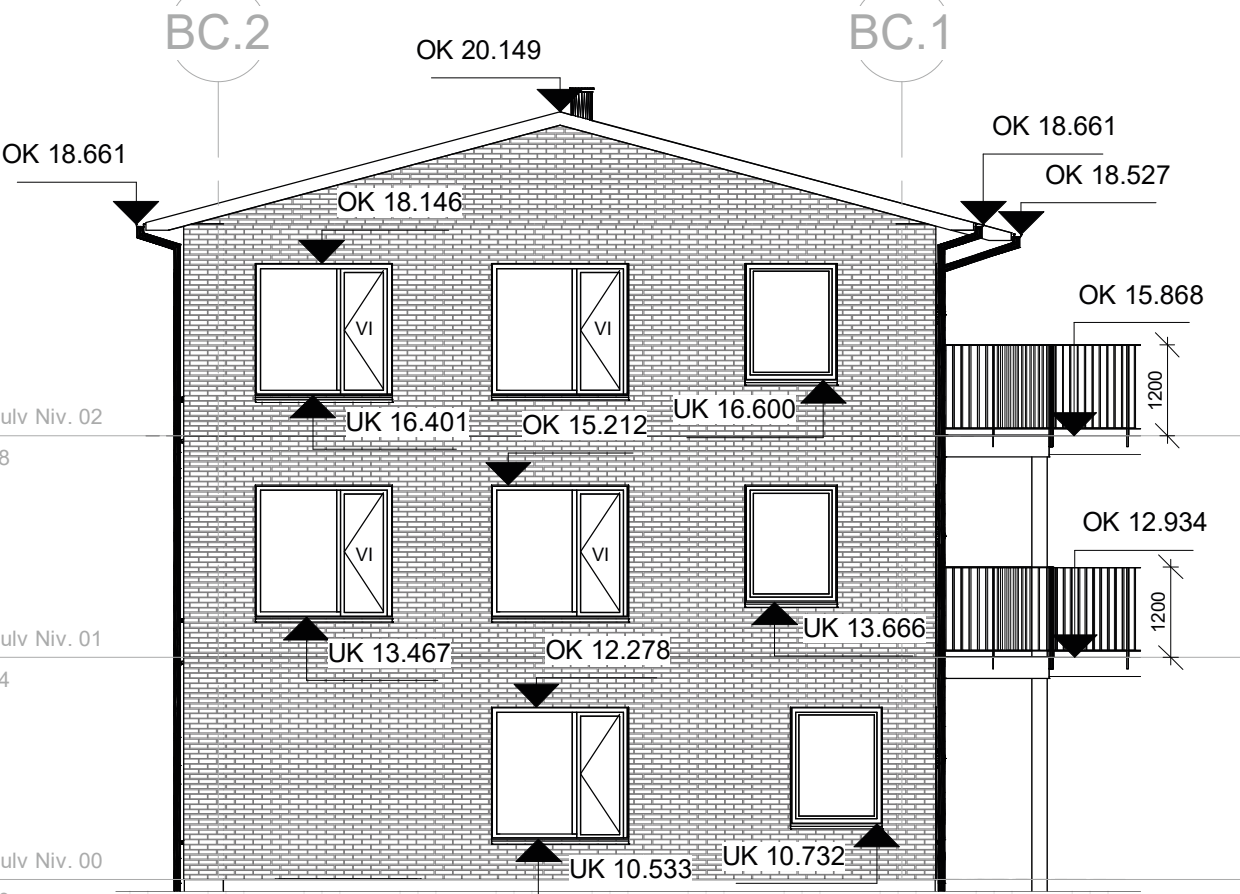 BC.2
BC.1
OK 20.149
OK 18.661
OK 18.661
OK 18.527
OK 18.146
VI
VI
OK 15.868
1200
UK 16.401
OK 15.212
UK 16.600
ulv Niv. 02
8
VI
VI
OK 12.934
1200
UK 13.467
OK 12.278
UK 13.666
ulv Niv. 01
4
UK 10.533
UK 10.732
ulv Niv. 00